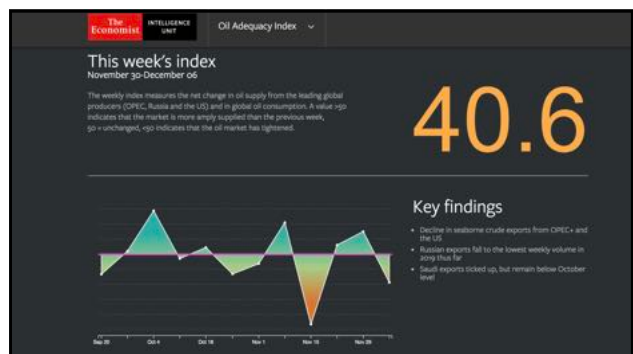 The
Economist
INTELLIGENCE
UNIT
Oil Adequacy Index
This week's index
November 30-December 06
The weekly index measures the net change in oil supply from the leading global
producers (OPEC, Russia and the US) and in global oil consumption. A value >50
indicates that the market is more amply supplied than the previous week,
50 = unchanged, <50 indicates that the oil market has tightened.
40.6
Key findings
• Decline in seaborne crude exports from OPEC+ and
the US
• Russian exports fall to the lowest weekly volume in
2019 thus far
• Saudi exports ticked up, but remain below October
level
Sep 20 Oct 4 Oct 18 Nov 1 Nov 15 Nov 29